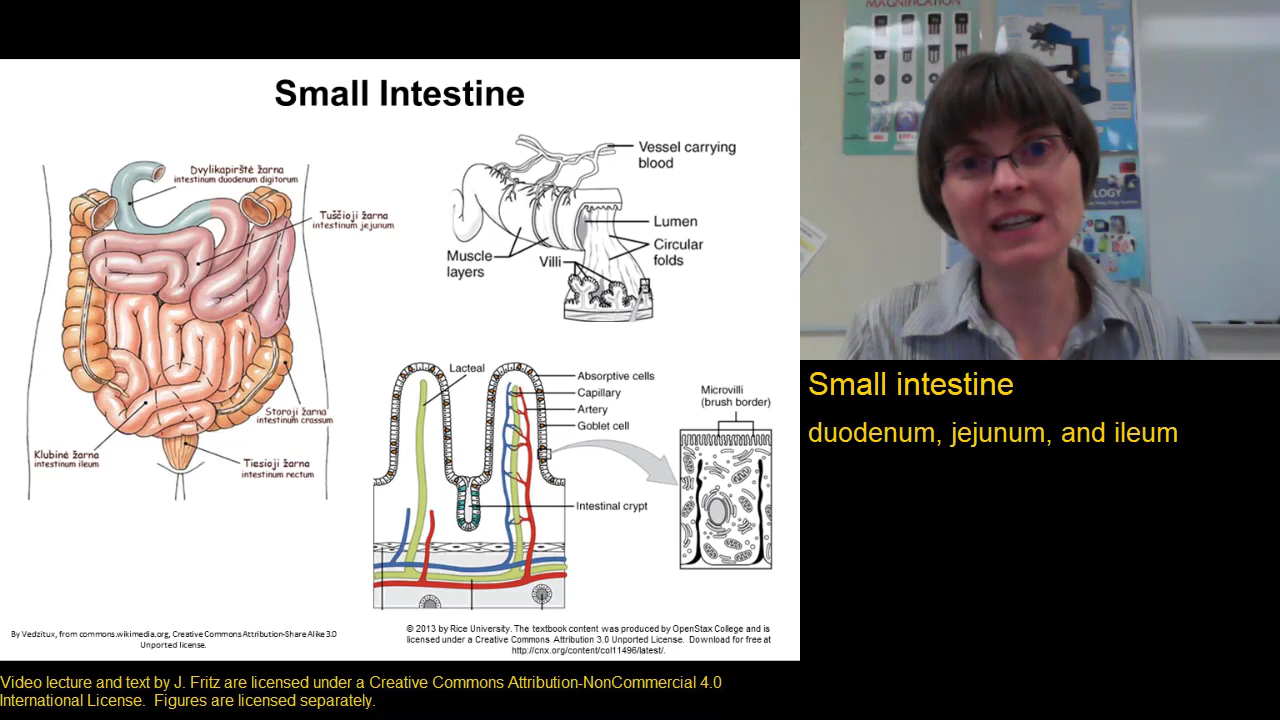 Small Intestine
Dvylikapirštė žarna
intestinum duodenum digitorum
Tuščioji žarna
intestinum jejunum
Storoji žarna
intestinum crassum
Klubinė žarna
intestinum ileum
Tiesioji žarna
intestinum rectum
Vessel carrying
blood
Lumen
Circular
folds
Muscle
layers
Villi
Lacteal
Absorptive cells
Capillary
Artery
Goblet cell
Intestinal crypt
Microvilli
(brush border)
By Vedzitux, from commons.wikimedia.org, Creative Commons Attribution-Share Alike 3.0
Unported license.
© 2013 by Rice University. The textbook content was produced by OpenStax College and is
licensed under a Creative Commons Attribution 3.0 Unported License. Download for free at
http://cnx.org/content/col11496/latest/.
MAGNIFICATION
Small intestine
duodenum, jejunum, and ileum
Video lecture and text by J. Fritz are licensed under a Creative Commons Attribution-NonCommercial 4.0
International License. Figures are licensed separately.